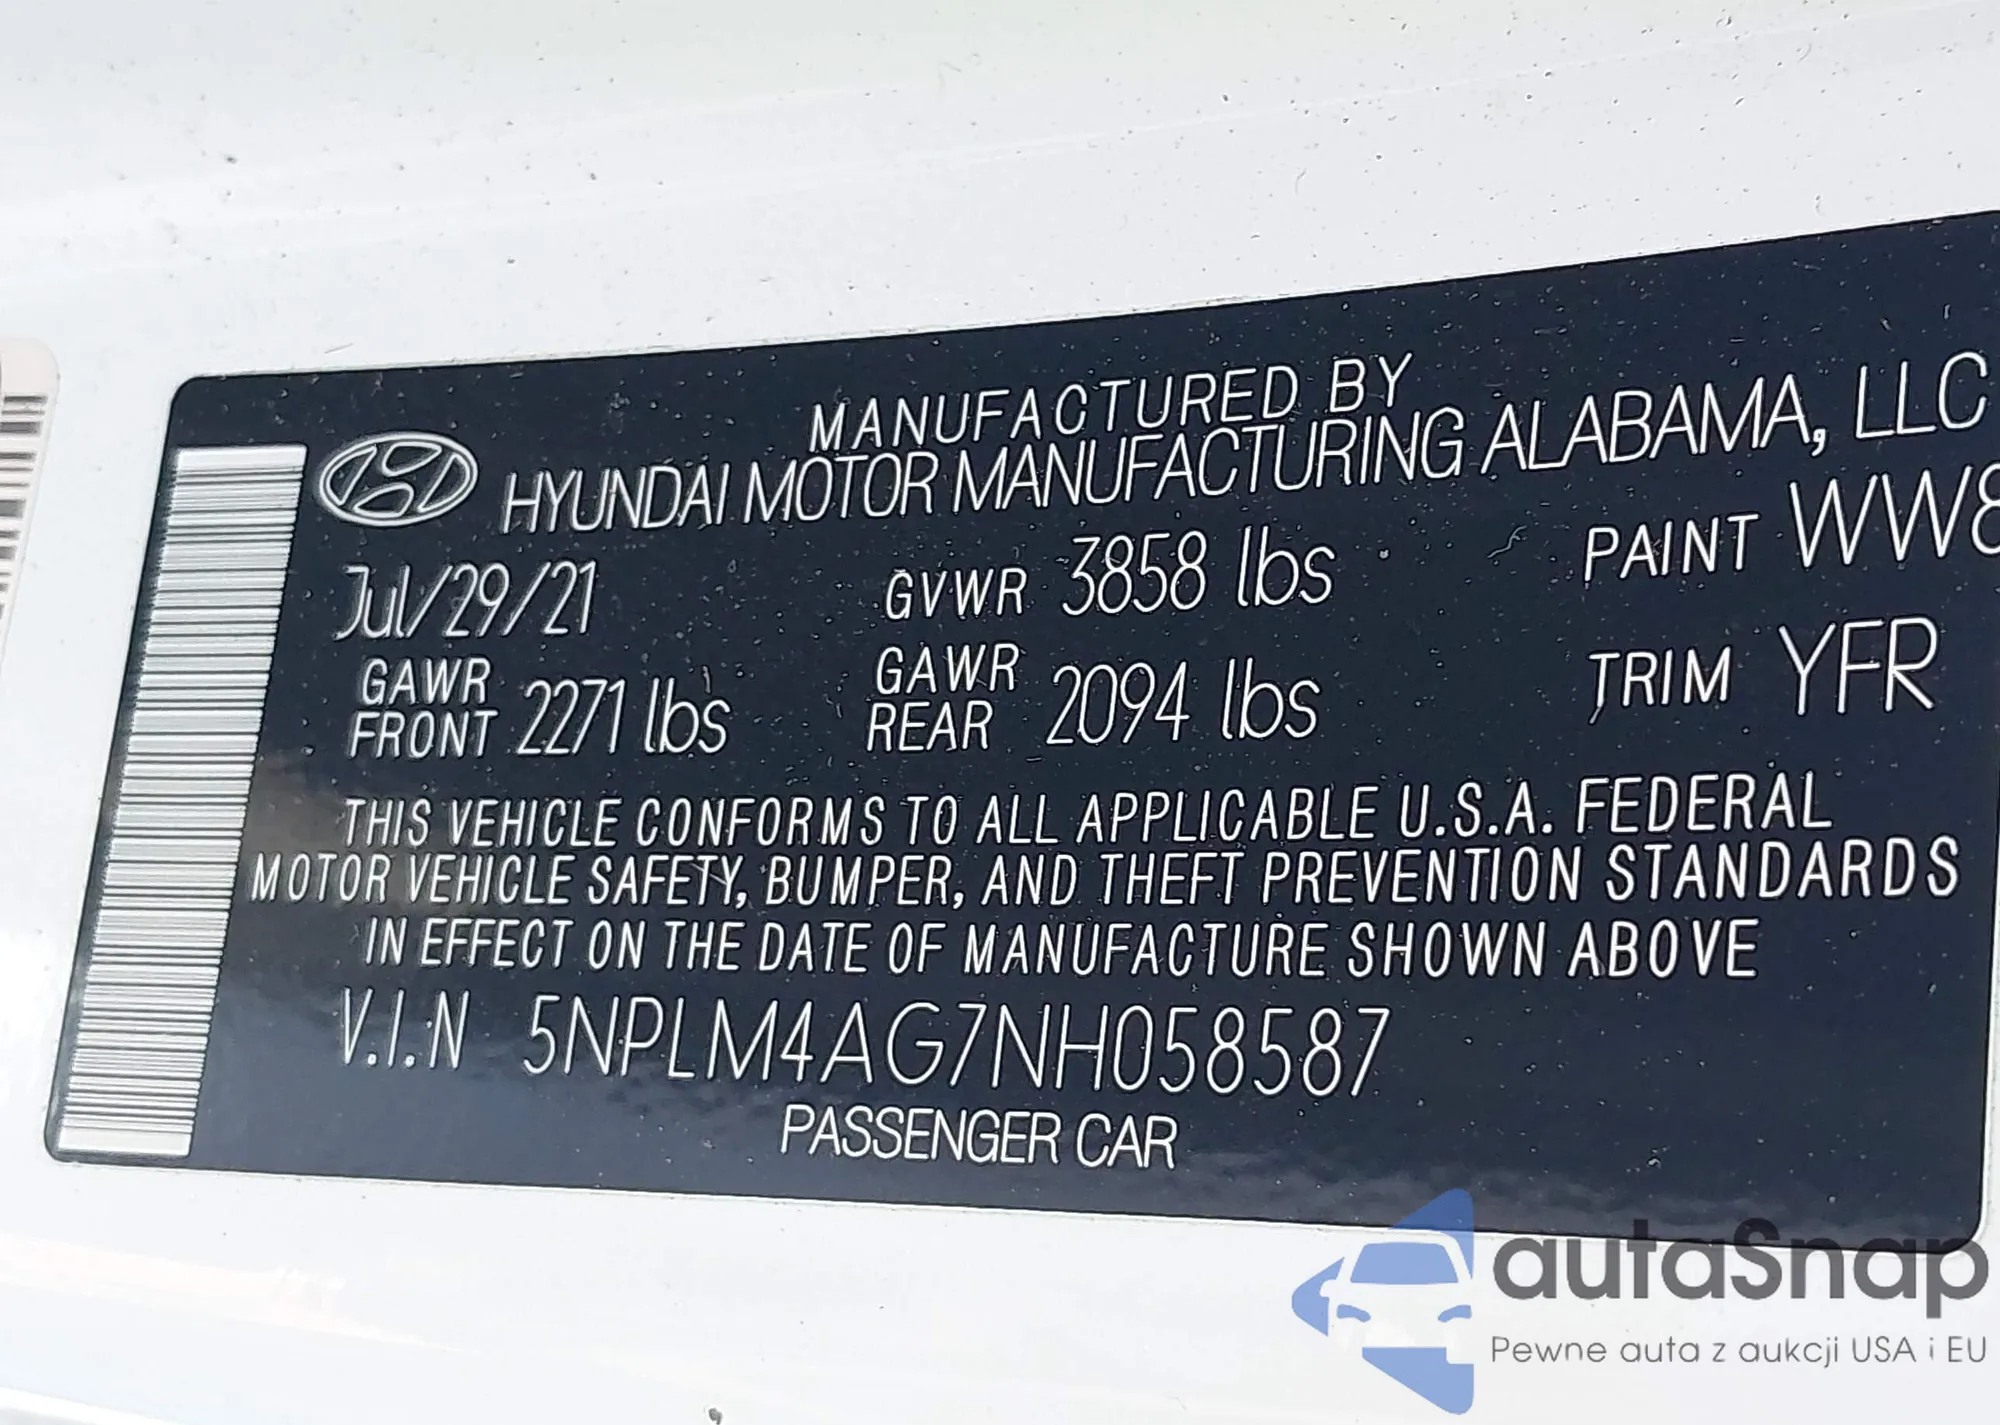 MANUFACTURED BY
HYUNDAI MOTOR MANUFACTURING ALABAMA, LLC
Jul/29/21 GVWR 3858 lbs PAINT WW8
GAWR FRONT 2271 lbs GAWR REAR 2094 lbs TRIM YFR
THIS VEHICLE CONFORMS TO ALL APPLICABLE U.S.A. FEDERAL
MOTOR VEHICLE SAFETY, BUMPER, AND THEFT PREVENTION STANDARDS
IN EFFECT ON THE DATE OF MANUFACTURE SHOWN ABOVE
V.I.N 5NPLM4AG7NH058587
PASSENGER CAR
autaSnap
Pewne auta z aukcji USA i EU